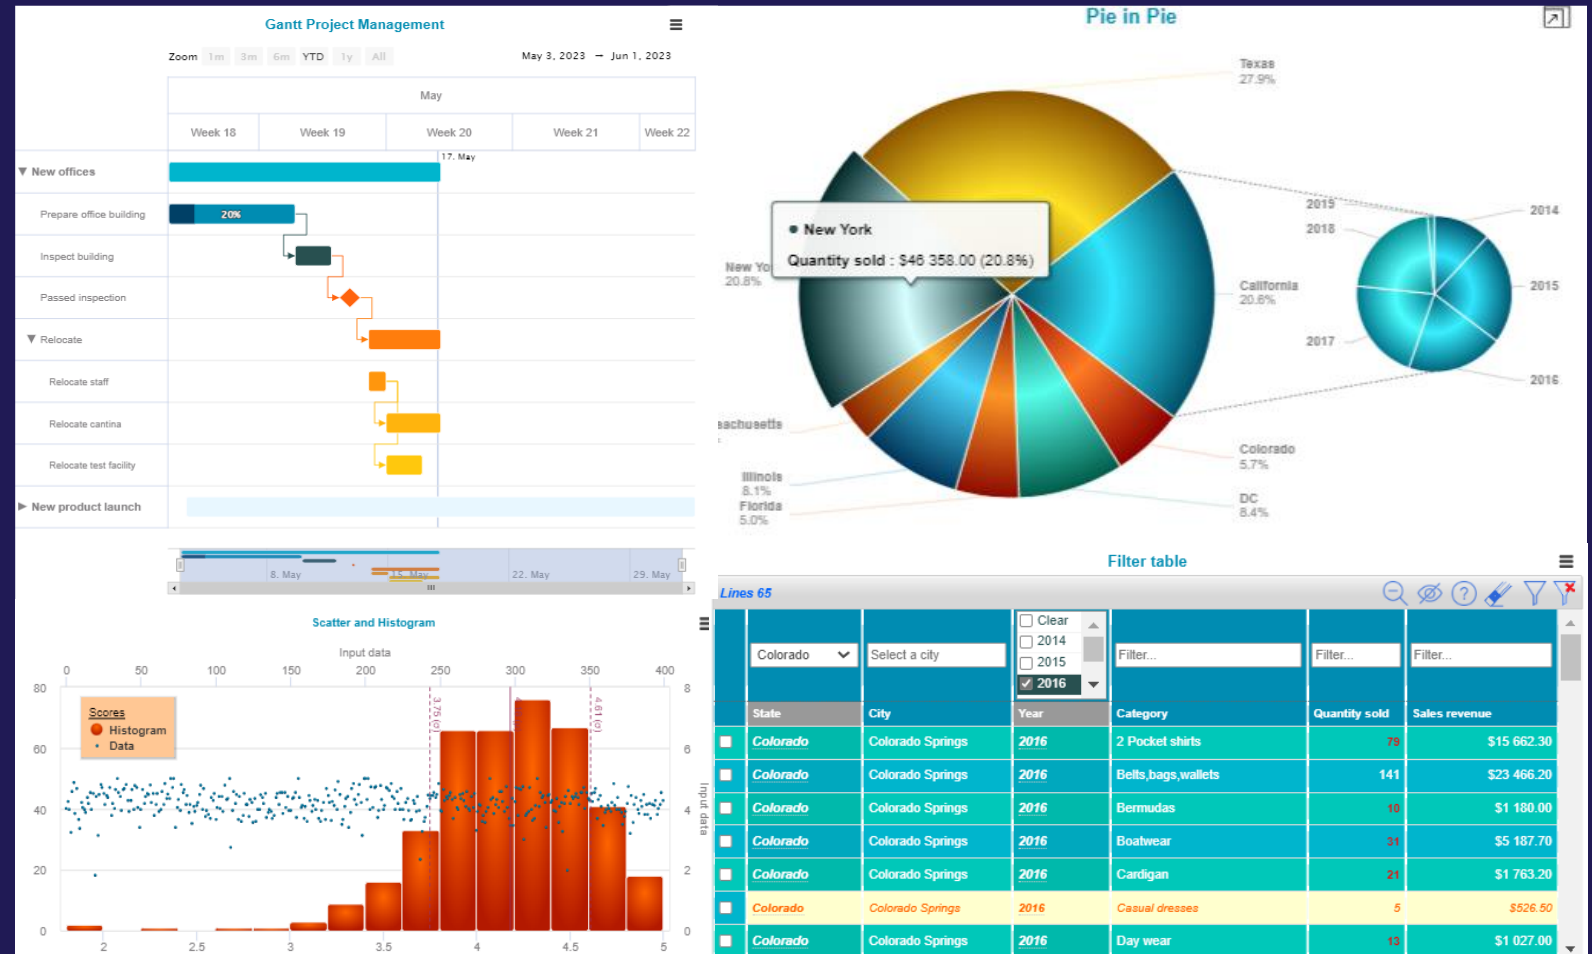 Gantt Project Management
Zoom 1m 3m 6m YTD 1y All
May 3, 2023 → Jun 1, 2023
May
Week 18 Week 19 Week 20 Week 21 Week 22
17. May
▼ New offices
Prepare office building
20%
Inspect building
Passed inspection
▼ Relocate
Relocate staff
Relocate cantina
Relocate test facility
► New product launch
8. May 15. May 22. May 29. May
Pie in Pie
Texas
27.9%
New York
Quantity sold : $46 358.00 (20.8%)
New Yo
20.8%
California
20.6%
2019
2018
2017
2014
2015
2016
achusetts
Illinois
8.1%
Florida
5.0%
Colorado
5.7%
DC
8.4%
Scatter and Histogram
Input data
0 50 100 150 200 250 300 350 400
80
60
40
20
0
8
6
4
2
0
Input data
Scores
Histogram
• Data
3.75 (σ)
4.61 (σ)
2 2.5 3 3.5 4 4.5 5
Filter table
Lines 65
?
Colorado
Select a city
Clear
2014
2015
2016
Filter...
Filter...
Filter...
State City Year Category Quantity sold Sales revenue
Colorado Colorado Springs 2016 2 Pocket shirts 79 $15 662.30
Colorado Colorado Springs 2016 Belts,bags,wallets 141 $23 466.20
Colorado Colorado Springs 2016 Bermudas 10 $1 180.00
Colorado Colorado Springs 2016 Boatwear 31 $5 187.70
Colorado Colorado Springs 2016 Cardigan 21 $1 763.20
Colorado Colorado Springs 2016 Casual dresses 5 $526.50
Colorado Colorado Springs 2016 Day wear 13 $1 027.00